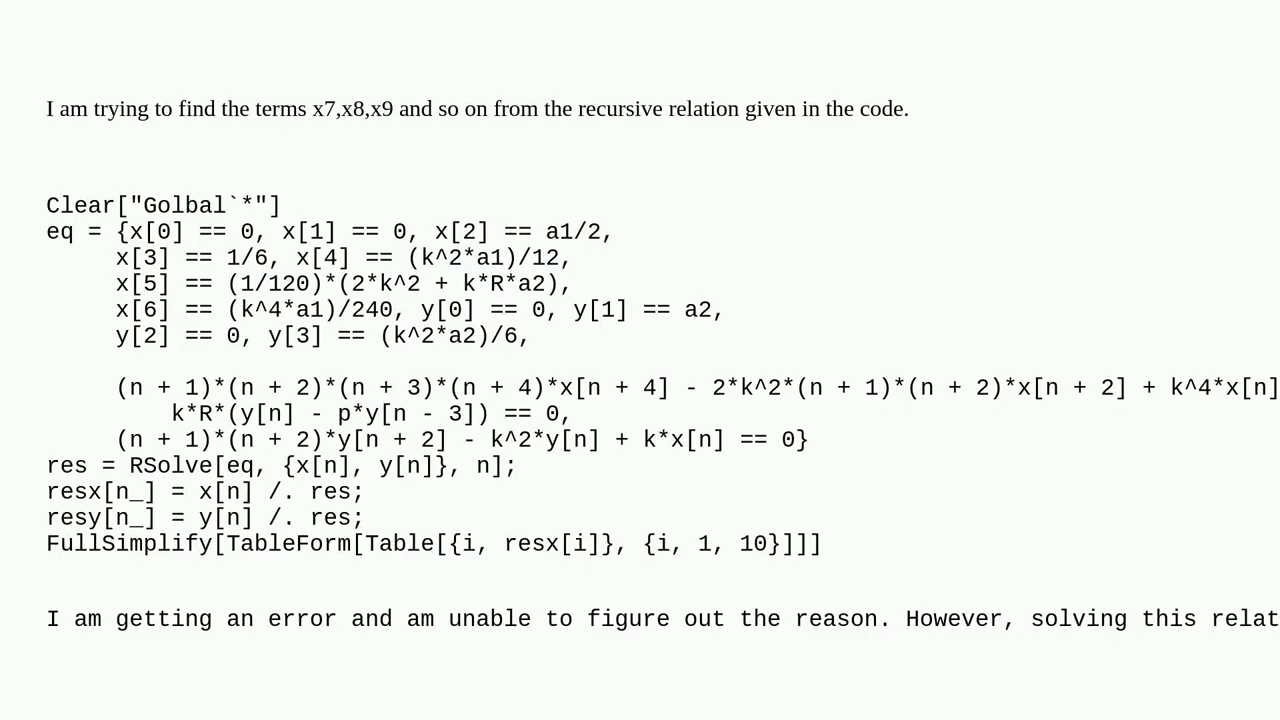 I am trying to find the terms x7,x8,x9 and so on from the recursive relation given in the code.
Clear["Golbal`*"]
eq = {x[0] == 0, x[1] == 0, x[2] == a1/2,
x[3] == 1/6, x[4] == (k^2*a1)/12,
x[5] == (1/120)*(2*k^2 + k*R*a2),
x[6] == (k^4*a1)/240, y[0] == 0, y[1] == a2,
y[2] == 0, y[3] == (k^2*a2)/6,
(n + 1)*(n + 2)*(n + 3)*(n + 4)*x[n + 4] - 2*k^2*(n + 1)*(n + 2)*x[n + 2] + k^4*x[n]
k*R*(y[n] - p*y[n - 3]) == 0,
(n + 1)*(n + 2)*y[n + 2] - k^2*y[n] + k*x[n] == 0}
res = RSolve[eq, {x[n], y[n]}, n];
resx[n_] = x[n] /. res;
resy[n_] = y[n] /. res;
FullSimplify[TableForm[Table[{i, resx[i]}, {i, 1, 10}]]]
I am getting an error and am unable to figure out the reason. However, solving this relat